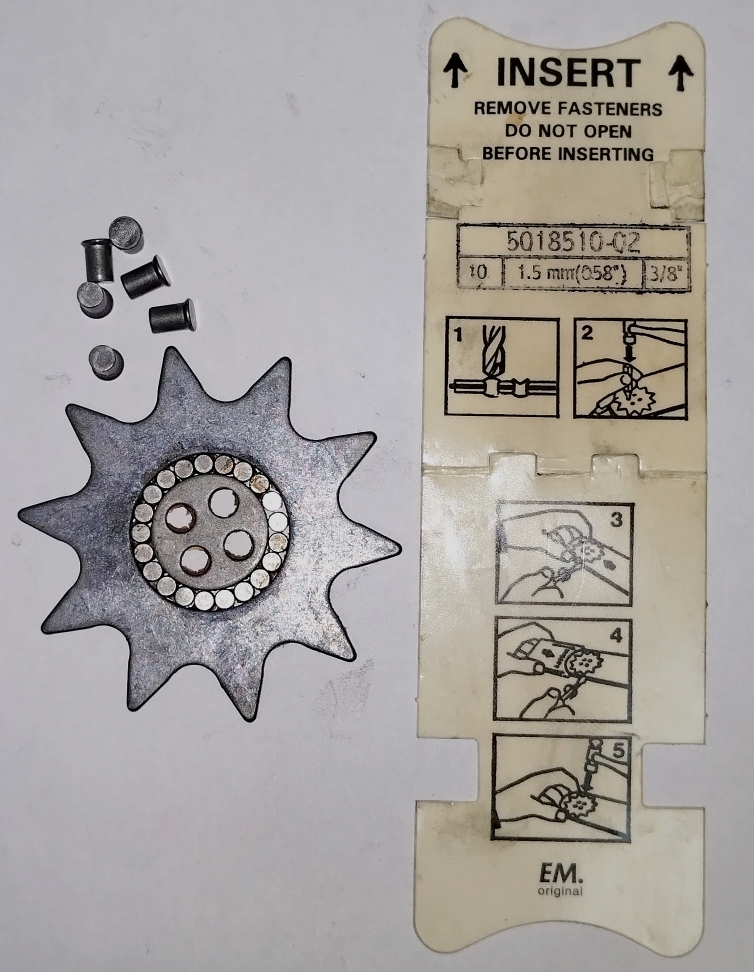 INSERT
REMOVE FASTENERS
DO NOT OPEN
BEFORE INSERTING
5018510-02
10 1.5 mm(058") 3/8"
1 2
3
4
5
EM.
original